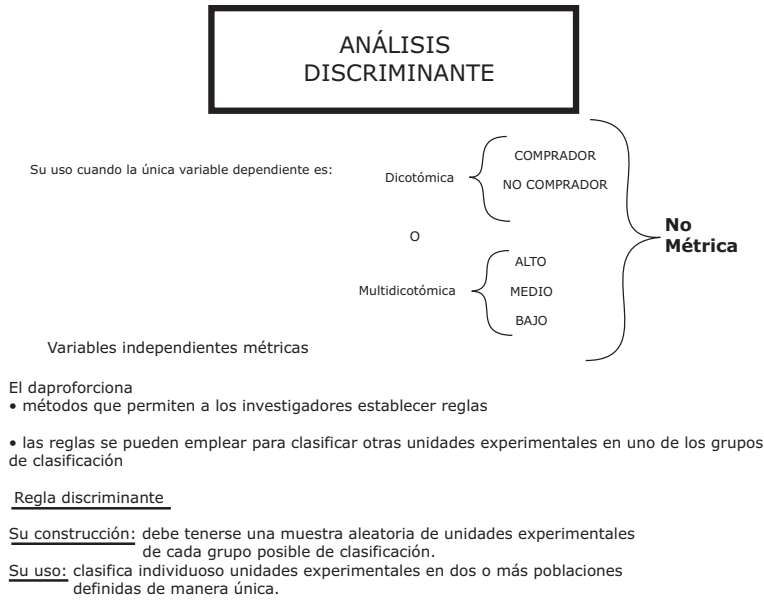 ANÁLISIS
DISCRIMINANTE
Su uso cuando la única variable dependiente es:
Dicotómica
COMPRADOR
NO COMPRADOR
O
Multidicotómica
ALTO
MEDIO
BAJO
No
Métrica
Variables independientes métricas
El daproforciona
• métodos que permiten a los investigadores establecer reglas
• las reglas se pueden emplear para clasificar otras unidades experimentales en uno de los grupos
de clasificación
Regla discriminante
Su construcción: debe tenerse una muestra aleatoria de unidades experimentales
de cada grupo posible de clasificación.
Su uso: clasifica individuoso unidades experimentales en dos o más poblaciones
definidas de manera única.